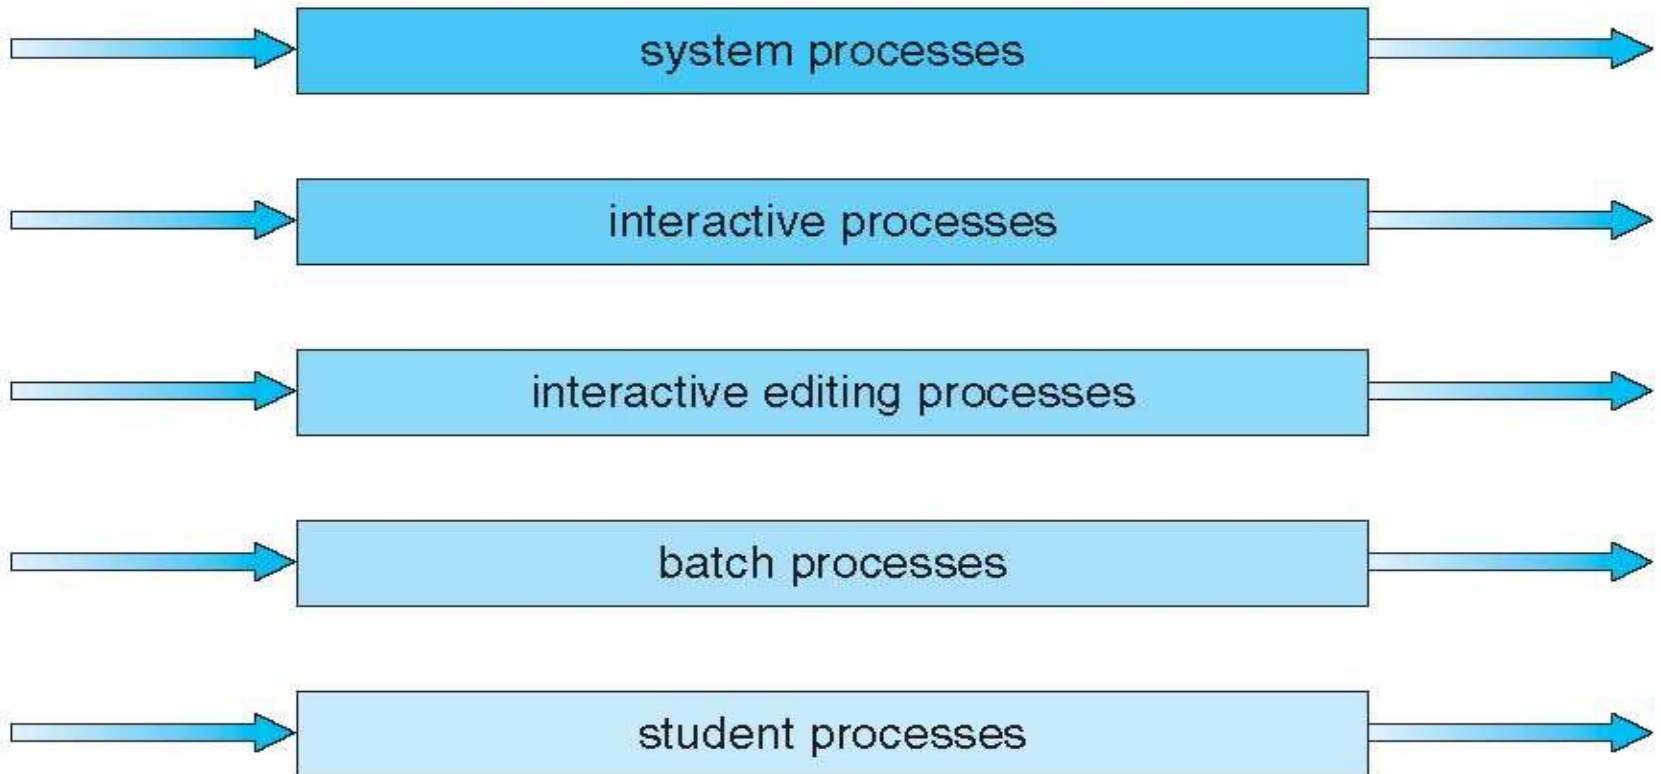 system processes
interactive processes
interactive editing processes
batch processes
student processes